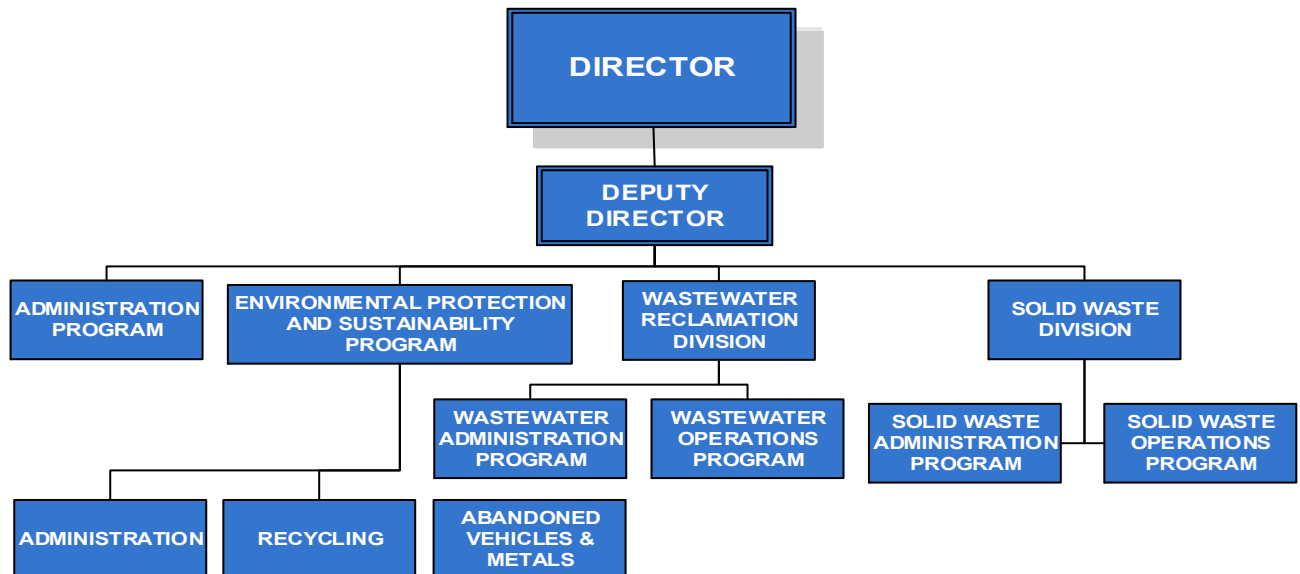 DIRECTOR
DEPUTY
DIRECTOR
ADMINISTRATION
PROGRAM
ENVIRONMENTAL PROTECTION
AND SUSTAINABILITY
PROGRAM
WASTEWATER
RECLAMATION
DIVISION
SOLID WASTE
DIVISION
WASTEWATER
ADMINISTRATION
PROGRAM
WASTEWATER
OPERATIONS
PROGRAM
SOLID WASTE
ADMINISTRATION
PROGRAM
SOLID WASTE
OPERATIONS
PROGRAM
ADMINISTRATION
RECYCLING
ABANDONED
VEHICLES &
METALS